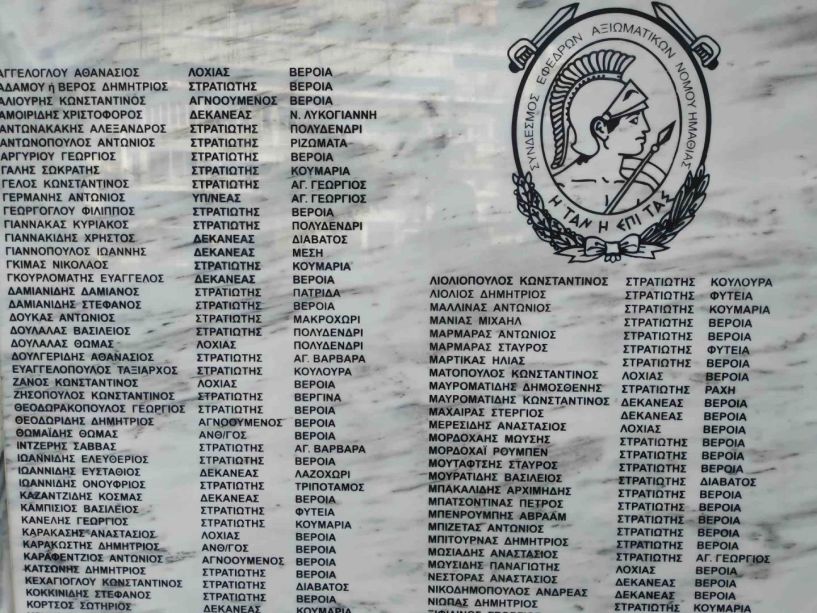 ΑΓΓΕΛΟΓΛΟΥ ΑΘΑΝΑΣΙΟΣ ΛΟΧΙΑΣ ΒΕΡΟΙΑ
ΑΔΑΜΟΥ ή ΒΕΡΟΣ ΔΗΜΗΤΡΙΟΣ ΣΤΡΑΤΙΩΤΗΣ ΒΕΡΟΙΑ
ΑΛΙΟΥΡΗΣ ΚΩΝΣΤΑΝΤΙΝΟΣ ΑΓΝΟΟΥΜΕΝΟΣ ΒΕΡΟΙΑ
ΑΜΟΙΡΙΔΗΣ ΧΡΙΣΤΟΦΟΡΟΣ ΔΕΚΑΝΕΑΣ Ν. ΛΥΚΟΓΙΑΝΝΗ
ΑΝΤΩΝΑΚΑΚΗΣ ΑΛΕΞΑΝΔΡΟΣ ΣΤΡΑΤΙΩΤΗΣ ΠΟΛΥΔΕΝΔΡΙ
ΑΝΤΩΝΟΠΟΥΛΟΣ ΑΝΤΩΝΙΟΣ ΣΤΡΑΤΙΩΤΗΣ ΡΙΖΩΜΑΤΑ
ΑΡΓΥΡΙΟΥ ΓΕΩΡΓΙΟΣ ΣΤΡΑΤΙΩΤΗΣ ΒΕΡΟΙΑ
ΓΑΛΗΣ ΣΩΚΡΑΤΗΣ ΣΤΡΑΤΙΩΤΗΣ ΚΟΥΜΑΡΙΑ
ΓΕΛΟΣ ΚΩΝΣΤΑΝΤΙΝΟΣ ΣΤΡΑΤΙΩΤΗΣ ΑΓ. ΓΕΩΡΓΙΟΣ
ΓΕΡΜΑΝΗΣ ΑΝΤΩΝΙΟΣ ΥΠ/ΝΕΑΣ ΑΓ. ΓΕΩΡΓΙΟΣ
ΓΕΩΡΓΟΓΛΟΥ ΦΙΛΙΠΠΟΣ ΣΤΡΑΤΙΩΤΗΣ ΒΕΡΟΙΑ
ΓΙΑΝΝΑΚΑΣ ΚΥΡΙΑΚΟΣ ΣΤΡΑΤΙΩΤΗΣ ΠΟΛΥΔΕΝΔΡΙ
ΓΙΑΝΝΑΚΙΔΗΣ ΧΡΗΣΤΟΣ ΔΕΚΑΝΕΑΣ ΔΙΑΒΑΤΟΣ
ΓΙΑΝΝΟΠΟΥΛΟΣ ΙΩΑΝΝΗΣ ΔΕΚΑΝΕΑΣ ΜΕΣΗ
ΓΚΙΜΑΣ ΝΙΚΟΛΑΟΣ ΣΤΡΑΤΙΩΤΗΣ ΚΟΥΜΑΡΙΑ
ΓΚΟΥΡΛΟΜΑΤΗΣ ΕΥΑΓΓΕΛΟΣ ΔΕΚΑΝΕΑΣ ΒΕΡΟΙΑ
ΔΑΜΙΑΝΙΔΗΣ ΔΑΜΙΑΝΟΣ ΣΤΡΑΤΙΩΤΗΣ ΠΑΤΡΙΔΑ
ΔΑΜΙΑΝΙΔΗΣ ΣΤΕΦΑΝΟΣ ΣΤΡΑΤΙΩΤΗΣ ΒΕΡΟΙΑ
ΔΟΥΚΑΣ ΑΝΤΩΝΙΟΣ ΣΤΡΑΤΙΩΤΗΣ ΜΑΚΡΟΧΩΡΙ
ΔΟΥΛΑΛΑΣ ΒΑΣΙΛΕΙΟΣ ΣΤΡΑΤΙΩΤΗΣ ΠΟΛΥΔΕΝΔΡΙ
ΔΟΥΛΑΛΑΣ ΘΩΜΑΣ ΛΟΧΙΑΣ ΠΟΛΥΔΕΝΔΡΙ
ΔΟΥΛΓΕΡΙΔΗΣ ΑΘΑΝΑΣΙΟΣ ΣΤΡΑΤΙΩΤΗΣ ΑΓ. ΒΑΡΒΑΡΑ
ΕΥΑΓΓΕΛΟΠΟΥΛΟΣ ΤΑΞΙΑΡΧΟΣ ΣΤΡΑΤΙΩΤΗΣ ΚΟΥΛΟΥΡΑ
ΖΑΝΟΣ ΚΩΝΣΤΑΝΤΙΝΟΣ ΛΟΧΙΑΣ ΒΕΡΟΙΑ
ΖΗΣΟΠΟΥΛΟΣ ΚΩΝΣΤΑΝΤΙΝΟΣ ΣΤΡΑΤΙΩΤΗΣ ΒΕΡΓΙΝΑ
ΘΕΟΔΩΡΑΚΟΠΟΥΛΟΣ ΓΕΩΡΓΙΟΣ ΣΤΡΑΤΙΩΤΗΣ ΒΕΡΟΙΑ
ΘΕΟΔΩΡΙΔΗΣ ΔΗΜΗΤΡΙΟΣ ΑΓΝΟΟΥΜΕΝΟΣ ΒΕΡΟΙΑ
ΘΩΜΑΪΔΗΣ ΘΩΜΑΣ ΑΝΘ/ΓΟΣ ΒΕΡΟΙΑ
ΙΝΤΖΕΡΗΣ ΣΑΒΒΑΣ ΣΤΡΑΤΙΩΤΗΣ ΑΓ. ΒΑΡΒΑΡΑ
ΙΩΑΝΝΙΔΗΣ ΕΛΕΥΘΕΡΙΟΣ ΣΤΡΑΤΙΩΤΗΣ ΒΕΡΟΙΑ
ΙΩΑΝΝΙΔΗΣ ΕΥΣΤΑΘΙΟΣ ΔΕΚΑΝΕΑΣ ΛΑΖΟΧΩΡΙ
ΙΩΑΝΝΙΔΗΣ ΟΝΟΥΦΡΙΟΣ ΣΤΡΑΤΙΩΤΗΣ ΤΡΙΠΟΤΑΜΟΣ
ΚΑΖΑΝΤΖΙΔΗΣ ΚΟΣΜΑΣ ΔΕΚΑΝΕΑΣ ΒΕΡΟΙΑ
ΚΑΜΠΙΣΙΟΣ ΒΑΣΙΛΕΙΟΣ ΣΤΡΑΤΙΩΤΗΣ ΦΥΤΕΙΑ
ΚΑΝΕΛΗΣ ΓΕΩΡΓΙΟΣ ΣΤΡΑΤΙΩΤΗΣ ΚΟΥΜΑΡΙΑ
ΚΑΡΑΚΑΣΗΣ ΑΝΑΣΤΑΣΙΟΣ ΛΟΧΙΑΣ ΒΕΡΟΙΑ
ΚΑΡΑΚΩΣΤΗΣ ΔΗΜΗΤΡΙΟΣ ΑΝΘ/ΓΟΣ ΒΕΡΟΙΑ
ΚΑΡΑΦΕΝΤΖΙΟΣ ΑΝΤΩΝΙΟΣ ΑΓΝΟΟΥΜΕΝΟΣ ΒΕΡΟΙΑ
ΚΑΤΣΩΝΗΣ ΔΗΜΗΤΡΙΟΣ ΣΤΡΑΤΙΩΤΗΣ ΒΕΡΟΙΑ
ΚΕΧΑΓΙΟΓΛΟΥ ΚΩΝΣΤΑΝΤΙΝΟΣ ΣΤΡΑΤΙΩΤΗΣ ΔΙΑΒΑΤΟΣ
ΚΟΚΚΙΝΙΔΗΣ ΣΤΕΦΑΝΟΣ ΣΤΡΑΤΙΩΤΗΣ ΒΕΡΟΙΑ
ΚΟΡΤΣΟΣ ΣΩΤΗΡΙΟΣ ΔΕΚΑΝΕΑΣ ΚΟΥΜΑΡΙΑ
ΣΥΝΔΕΣΜΟΣ ΕΦΕΔΡΩΝ ΑΞΙΩΜΑΤΙΚΩΝ ΝΟΜΟΥ ΗΜΑΘΙΑΣ
Η ΤΑΝ Η ΕΠΙ ΤΑΣ
ΛΙΟΛΙΟΠΟΥΛΟΣ ΚΩΝΣΤΑΝΤΙΝΟΣ ΣΤΡΑΤΙΩΤΗΣ ΚΟΥΛΟΥΡΑ
ΛΙΟΛΙΟΣ ΔΗΜΗΤΡΙΟΣ ΣΤΡΑΤΙΩΤΗΣ ΦΥΤΕΙΑ
ΜΑΛΛΙΝΑΣ ΑΝΤΩΝΙΟΣ ΣΤΡΑΤΙΩΤΗΣ ΚΟΥΜΑΡΙΑ
ΜΑΝΙΑΣ ΜΙΧΑΗΛ ΣΤΡΑΤΙΩΤΗΣ ΒΕΡΟΙΑ
ΜΑΡΜΑΡΑΣ ΑΝΤΩΝΙΟΣ ΣΤΡΑΤΙΩΤΗΣ ΒΕΡΟΙΑ
ΜΑΡΜΑΡΑΣ ΣΤΑΥΡΟΣ ΣΤΡΑΤΙΩΤΗΣ ΦΥΤΕΙΑ
ΜΑΡΤΙΚΑΣ ΗΛΙΑΣ ΣΤΡΑΤΙΩΤΗΣ ΒΕΡΟΙΑ
ΜΑΤΟΠΟΥΛΟΣ ΚΩΝΣΤΑΝΤΙΝΟΣ ΛΟΧΙΑΣ ΒΕΡΟΙΑ
ΜΑΥΡΟΜΑΤΙΔΗΣ ΔΗΜΟΣΘΕΝΗΣ ΣΤΡΑΤΙΩΤΗΣ ΡΑΧΗ
ΜΑΥΡΟΜΑΤΙΔΗΣ ΚΩΝΣΤΑΝΤΙΝΟΣ ΔΕΚΑΝΕΑΣ ΒΕΡΟΙΑ
ΜΑΧΑΙΡΑΣ ΣΤΕΡΓΙΟΣ ΔΕΚΑΝΕΑΣ ΒΕΡΟΙΑ
ΜΕΡΕΣΙΔΗΣ ΑΝΑΣΤΑΣΙΟΣ ΛΟΧΙΑΣ ΒΕΡΟΙΑ
ΜΟΡΔΟΧΑΗΣ ΜΩΥΣΗΣ ΣΤΡΑΤΙΩΤΗΣ ΒΕΡΟΙΑ
ΜΟΡΔΟΧΑΪ ΡΟΥΜΠΕΝ ΣΤΡΑΤΙΩΤΗΣ ΒΕΡΟΙΑ
ΜΟΥΤΑΦΤΣΗΣ ΣΤΑΥΡΟΣ ΣΤΡΑΤΙΩΤΗΣ ΒΕΡΟΙΑ
ΜΟΥΡΑΤΙΔΗΣ ΒΑΣΙΛΕΙΟΣ ΣΤΡΑΤΙΩΤΗΣ ΔΙΑΒΑΤΟΣ
ΜΠΑΚΑΛΙΔΗΣ ΑΡΧΙΜΗΔΗΣ ΣΤΡΑΤΙΩΤΗΣ ΒΕΡΟΙΑ
ΜΠΑΤΣΟΝΤΙΝΑΣ ΠΕΤΡΟΣ ΣΤΡΑΤΙΩΤΗΣ ΒΕΡΟΙΑ
ΜΠΕΝΡΟΥΜΠΗΣ ΑΒΡΑΑΜ ΣΤΡΑΤΙΩΤΗΣ ΒΕΡΟΙΑ
ΜΠΙΖΕΤΑΣ ΑΝΤΩΝΙΟΣ ΣΤΡΑΤΙΩΤΗΣ ΒΕΡΟΙΑ
ΜΠΙΤΟΥΡΝΑΣ ΔΗΜΗΤΡΙΟΣ ΣΤΡΑΤΙΩΤΗΣ ΒΕΡΟΙΑ
ΜΩΣΙΑΔΗΣ ΑΝΑΣΤΑΣΙΟΣ ΣΤΡΑΤΙΩΤΗΣ ΑΓ. ΓΕΩΡΓΙΟΣ
ΜΩΥΣΙΔΗΣ ΠΑΝΑΓΙΩΤΗΣ ΛΟΧΙΑΣ ΒΕΡΟΙΑ
ΝΕΣΤΟΡΑΣ ΑΝΑΣΤΑΣΙΟΣ ΔΕΚΑΝΕΑΣ ΒΕΡΟΙΑ
ΝΙΚΟΔΗΜΟΠΟΥΛΟΣ ΑΝΔΡΕΑΣ ΔΕΚΑΝΕΑΣ ΒΕΡΟΙΑ
ΝΙΩΠΑΣ ΔΗΜΗΤΡΙΟΣ ΣΤΡΑΤΙΩΤΗΣ ΚΟΥΜΑΡΙΑ